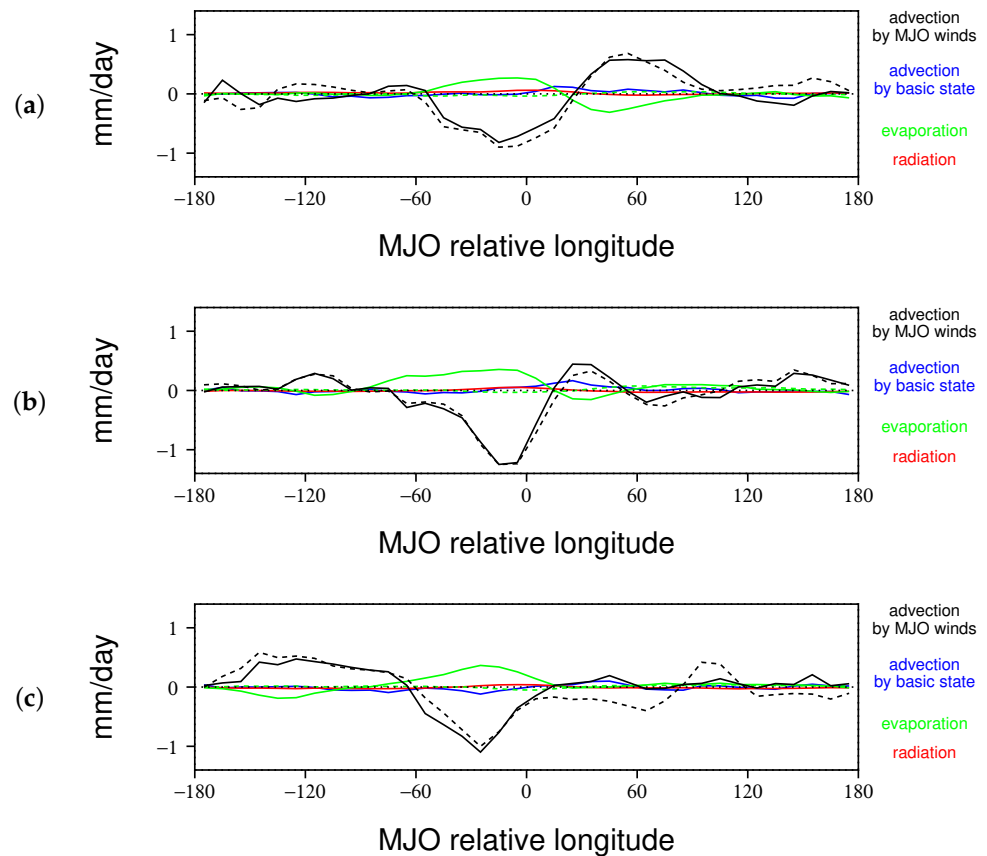 (a)
mm/day
1
0
−1
−180
−120
−60
0
60
120
180
MJO relative longitude
advection
by MJO winds
advection
by basic state
evaporation
radiation
(b)
mm/day
1
0
−1
−180
−120
−60
0
60
120
180
MJO relative longitude
advection
by MJO winds
advection
by basic state
evaporation
radiation
(c)
mm/day
1
0
−1
−180
−120
−60
0
60
120
180
MJO relative longitude
advection
by MJO winds
advection
by basic state
evaporation
radiation